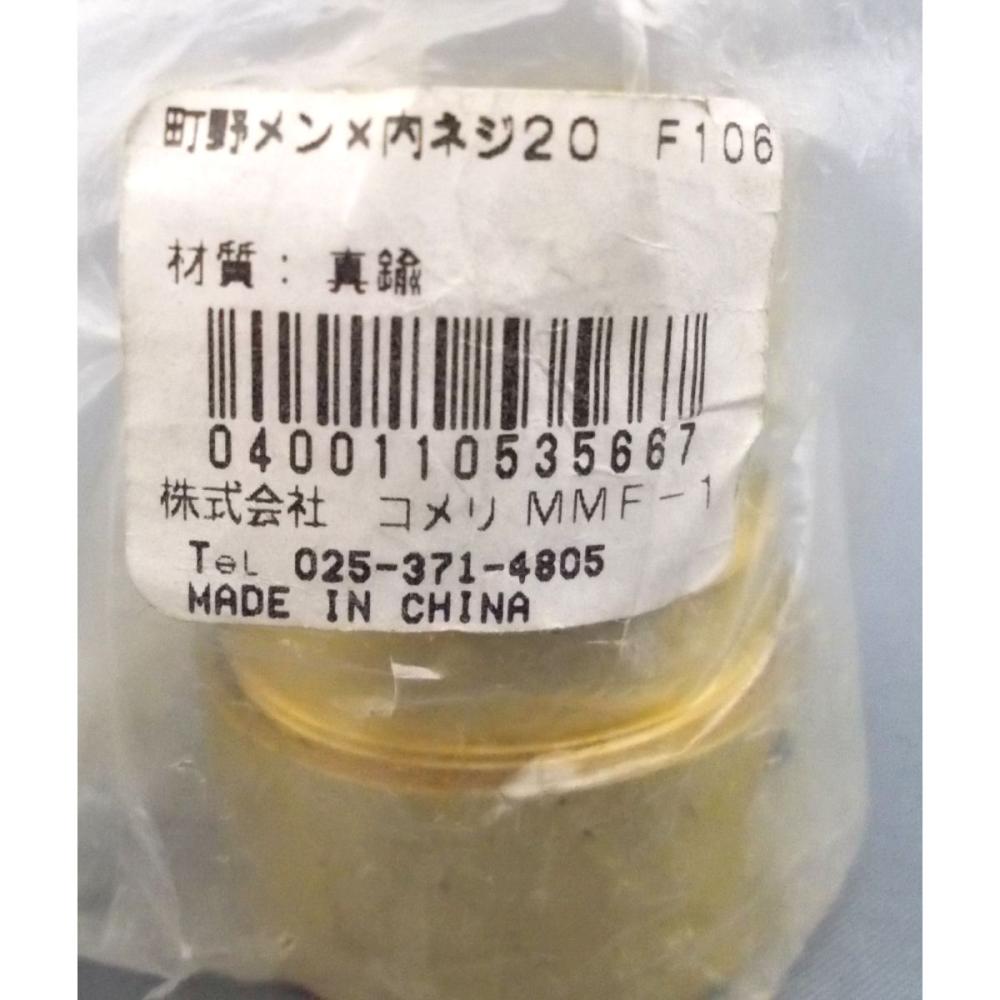 町野メン×内ネジ20 F106
材質: 真鍮
0400110535667
株式会社 コメリ MMF-1
TeL 025-371-4805
MADE IN CHINA